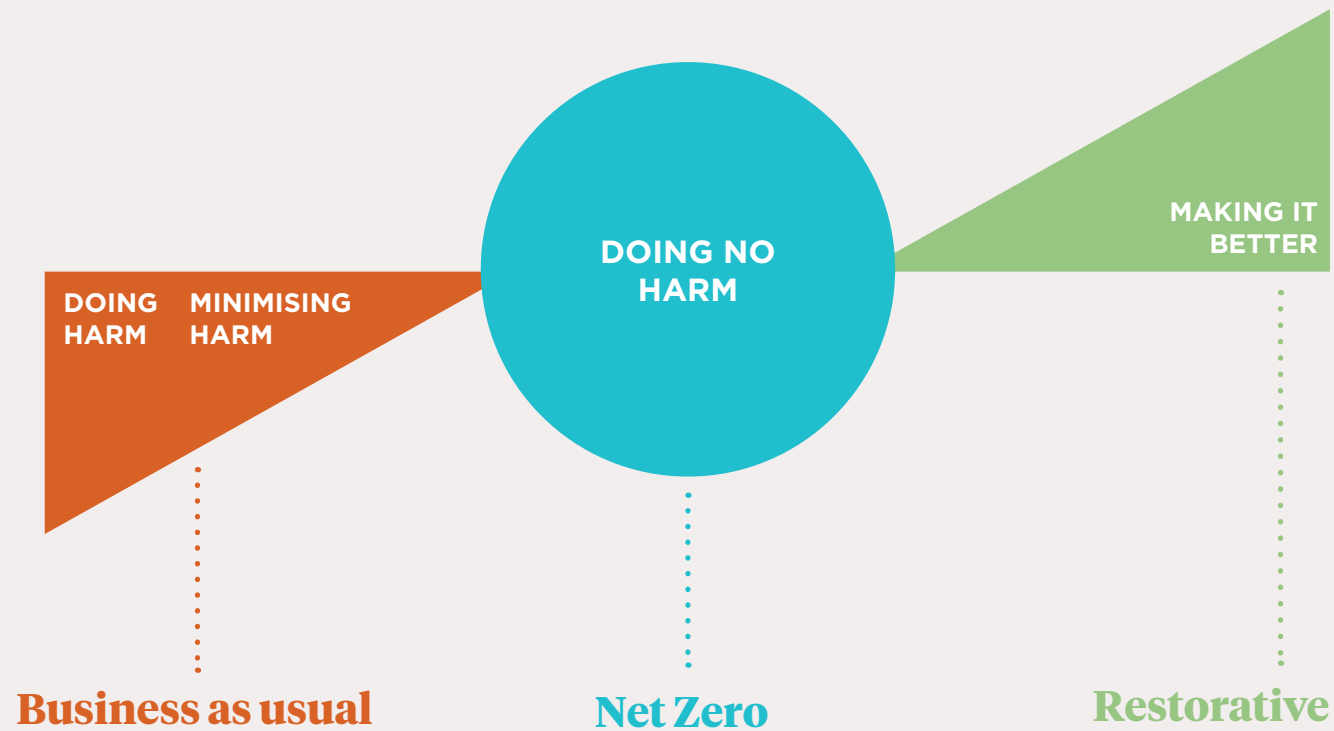 DOING NO
HARM
MAKING IT
BETTER
DOING
HARM
MINIMISING
HARM
Business as usual
Net Zero
Restorative